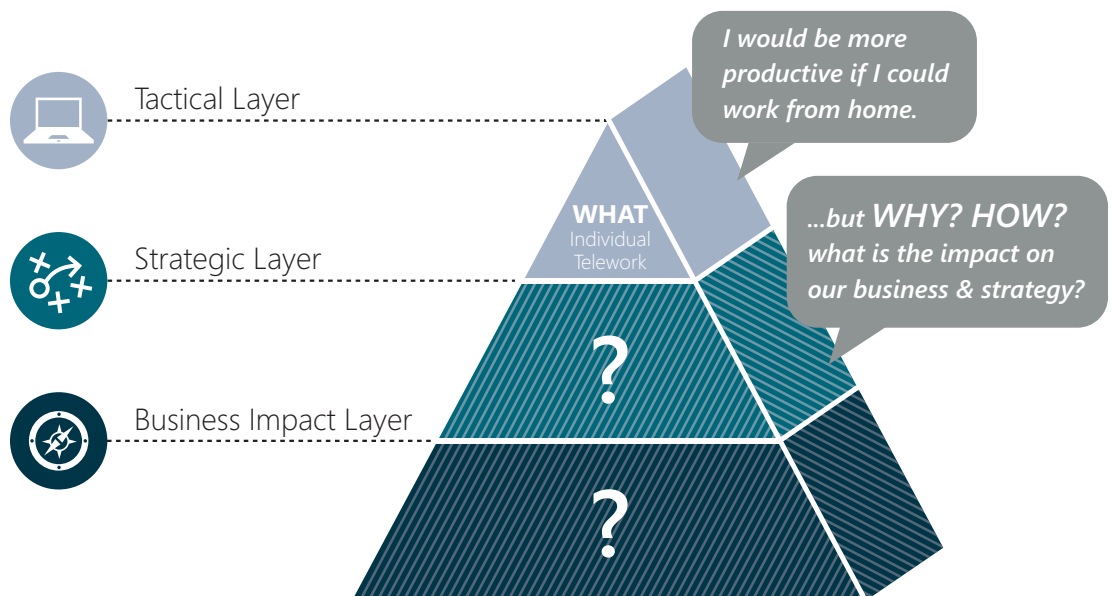 I would be more
productive if I could
work from home.
Tactical Layer
...but WHY? HOW?
what is the impact on
our business & strategy?
WHAT
Individual
Telework
Strategic Layer
?
Business Impact Layer
?